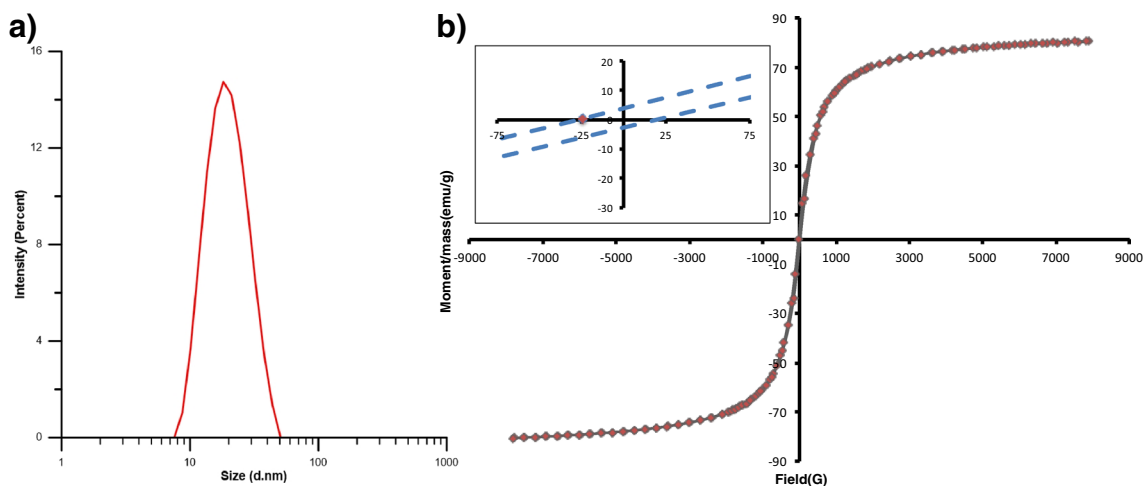 a)
16
12
8
4
0
Intensity (Percent)
1 10 100 1000
Size (d.nm)
b)
90
70
50
30
10
-10
-30
-50
-70
-90
Moment/mass(emu/g)
-9000 -7000 -5000 -3000 -1000 1000 3000 5000 7000 9000
Field(G)
20
10
0
-10
-20
-30
-75 -25 25 75